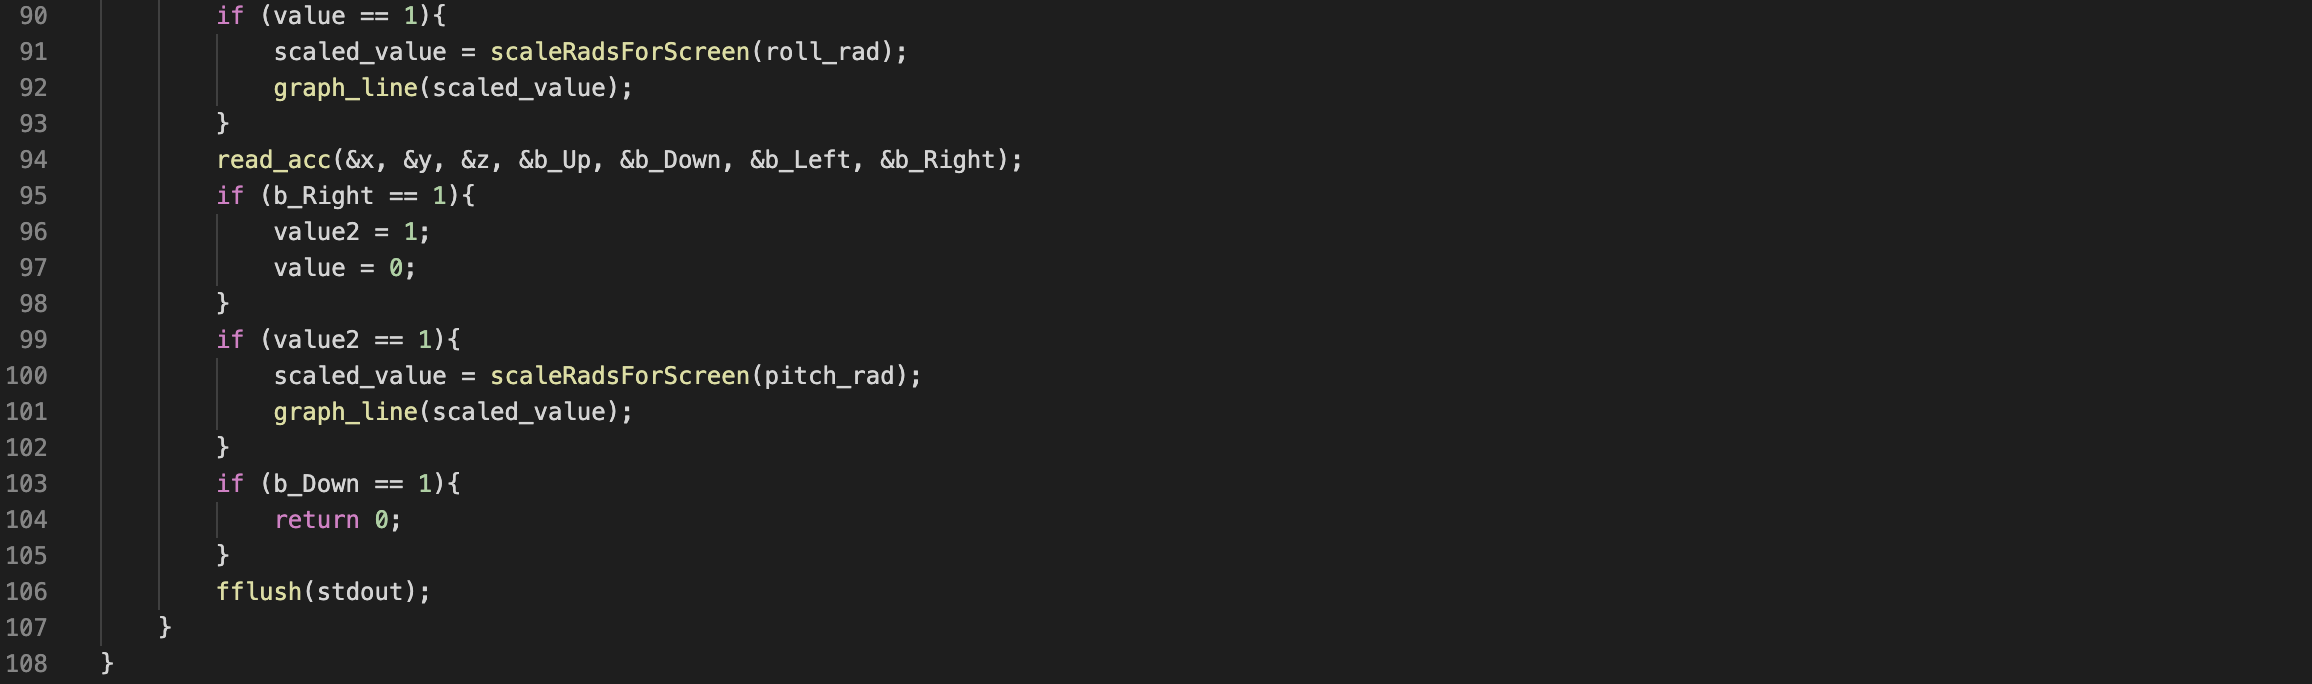 90 if (value == 1){
91 scaled_value = scaleRadsForScreen(roll_rad);
92 graph_line(scaled_value);
93 }
94 read_acc(&x, &y, &z, &b_Up, &b_Down, &b_Left, &b_Right);
95 if (b_Right == 1){
96 value2 = 1;
97 value = 0;
98 }
99 if (value2 == 1){
100 scaled_value = scaleRadsForScreen(pitch_rad);
101 graph_line(scaled_value);
102 }
103 if (b_Down == 1){
104 return 0;
105 }
106 fflush(stdout);
107 }
108 }